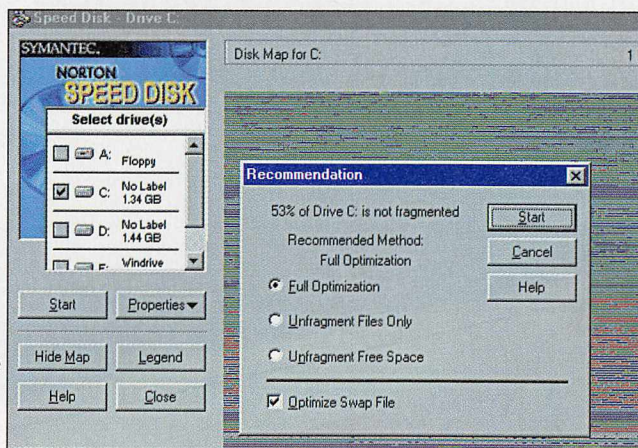 Speed Disk - Drive C:
SYMANTEC.
NORTON
SPEED DISK
Select drive(s)
A: Floppy
C: No Label
1.34 GB
D: No Label
1.44 GB
E: Windrive
Start
Properties
Hide Map
Legend
Help
Close
Disk Map for C:
1
Recommendation
53% of Drive C: is not fragmented
Recommended Method:
Full Optimization
Full Optimization
Unfragment Files Only
Unfragment Free Space
Optimize Swap File
Start
Cancel
Help